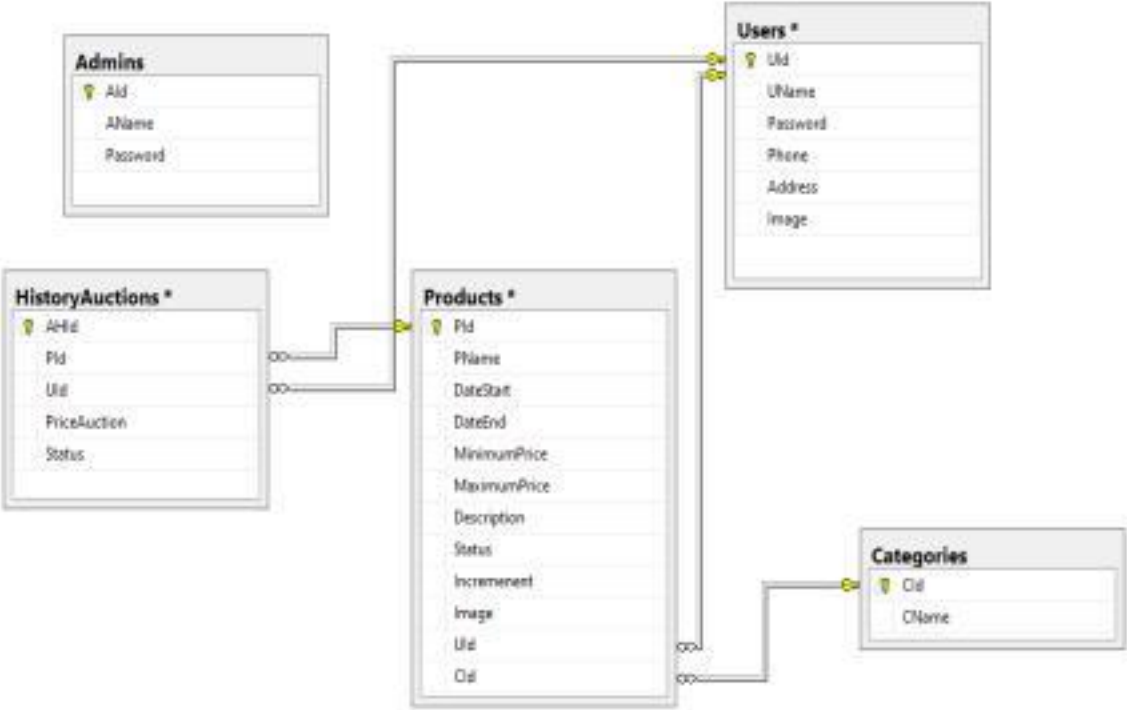 Admins
AId
AName
Password
Users *
UId
UName
Password
Phone
Address
Image
HistoryAuctions *
AHId
PId
UId
PriceAuction
Status
Products *
PId
PName
DateStart
DateEnd
MinimumPrice
MaximumPrice
Description
Status
Incremenent
Image
UId
CId
Categories
CId
CName